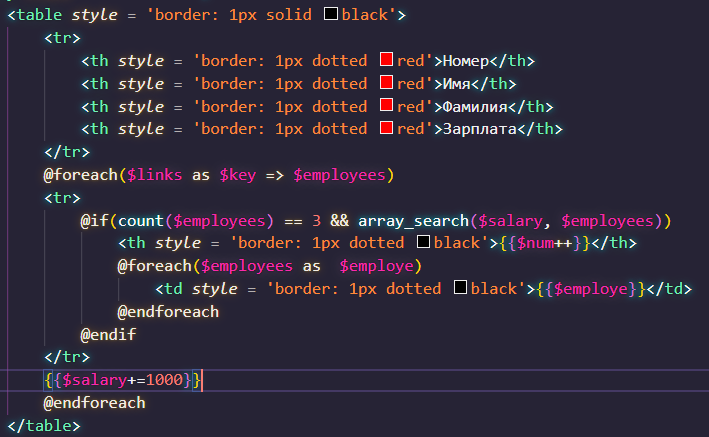 <table style = 'border: 1px solid black'>
<tr>
<th style = 'border: 1px dotted red'>Номер</th>
<th style = 'border: 1px dotted red'>Имя</th>
<th style = 'border: 1px dotted red'>Фамилия</th>
<th style = 'border: 1px dotted red'>Зарплата</th>
</tr>
@foreach($links as $key => $employees)
<tr>
@if(count($employees) == 3 && array_search($salary, $employees))
<th style = 'border: 1px dotted black'>{{$num++}}</th>
@foreach($employees as  $employe)
<td style = 'border: 1px dotted black'>{{$employe}}</td>
@endforeach
@endif
</tr>
{{$salary+=1000}}
@endforeach
</table>